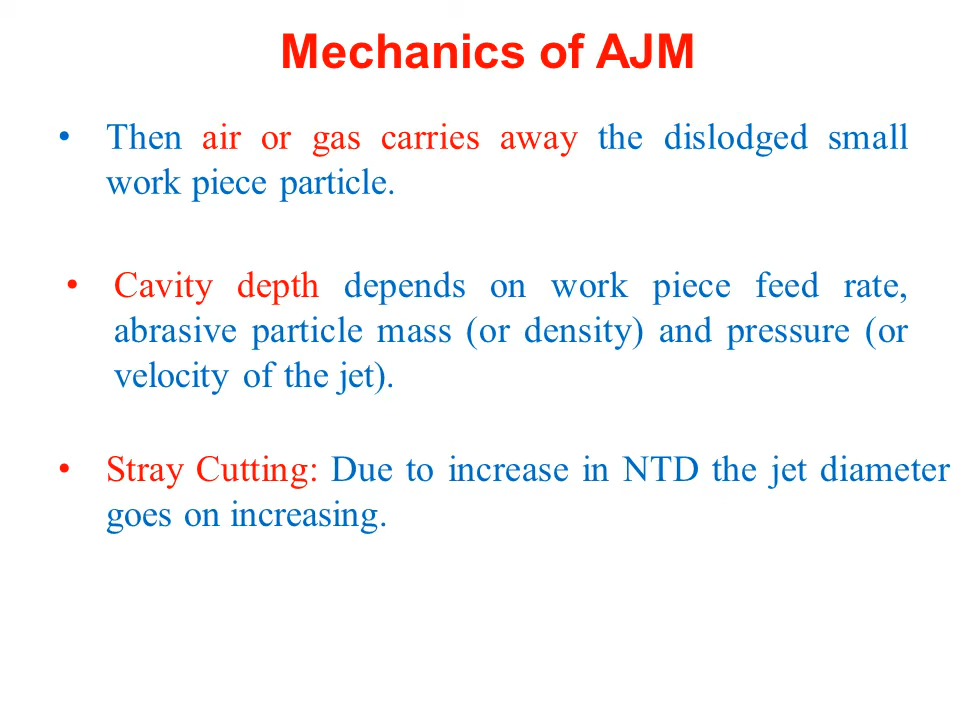 Mechanics of AJM
• Then air or gas carries away the dislodged small
work piece particle.
• Cavity depth depends on work piece feed rate,
abrasive particle mass (or density) and pressure (or
velocity of the jet).
• Stray Cutting: Due to increase in NTD the jet diameter
goes on increasing.